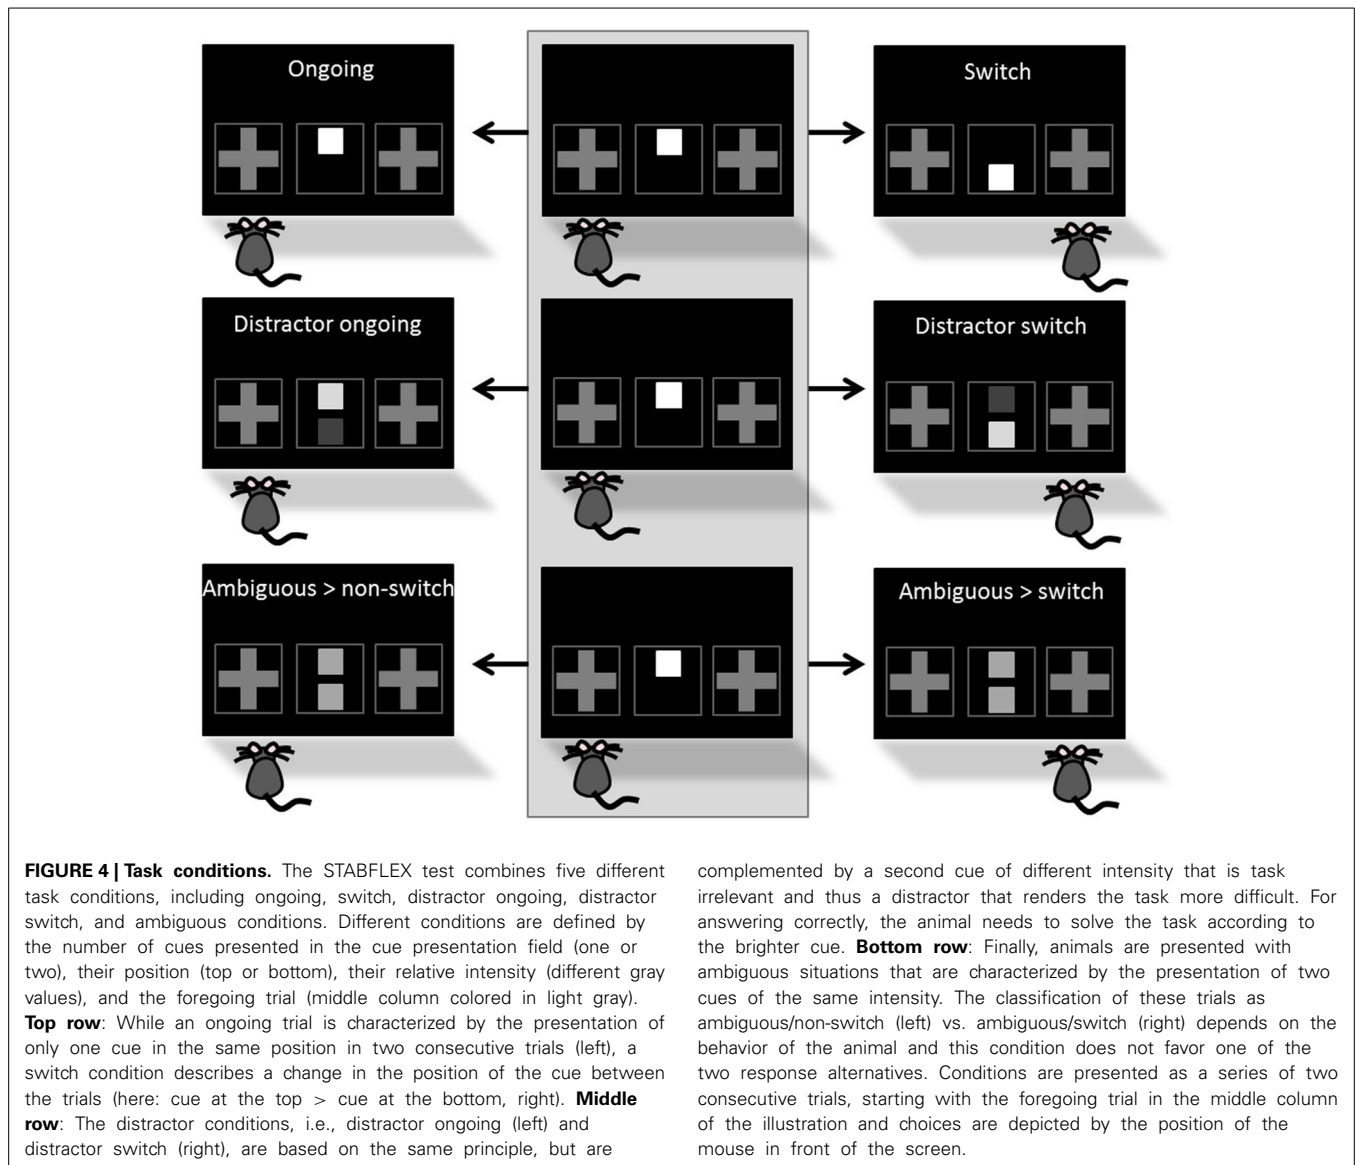 Ongoing
Switch
Distractor ongoing
Distractor switch
Ambiguous > non-switch
Ambiguous > switch
FIGURE 4 | Task conditions. The STABFLEX test combines five different
task conditions, including ongoing, switch, distractor ongoing, distractor
switch, and ambiguous conditions. Different conditions are defined by
the number of cues presented in the cue presentation field (one or
two), their position (top or bottom), their relative intensity (different gray
values), and the foregoing trial (middle column colored in light gray).
Top row: While an ongoing trial is characterized by the presentation of
only one cue in the same position in two consecutive trials (left), a
switch condition describes a change in the position of the cue between
the trials (here: cue at the top > cue at the bottom, right). Middle
row: The distractor conditions, i.e., distractor ongoing (left) and
distractor switch (right), are based on the same principle, but are
complemented by a second cue of different intensity that is task
irrelevant and thus a distractor that renders the task more difficult. For
answering correctly, the animal needs to solve the task according to
the brighter cue. Bottom row: Finally, animals are presented with
ambiguous situations that are characterized by the presentation of two
cues of the same intensity. The classification of these trials as
ambiguous/non-switch (left) vs. ambiguous/switch (right) depends on the
behavior of the animal and this condition does not favor one of the
two response alternatives. Conditions are presented as a series of two
consecutive trials, starting with the foregoing trial in the middle column
of the illustration and choices are depicted by the position of the
mouse in front of the screen.